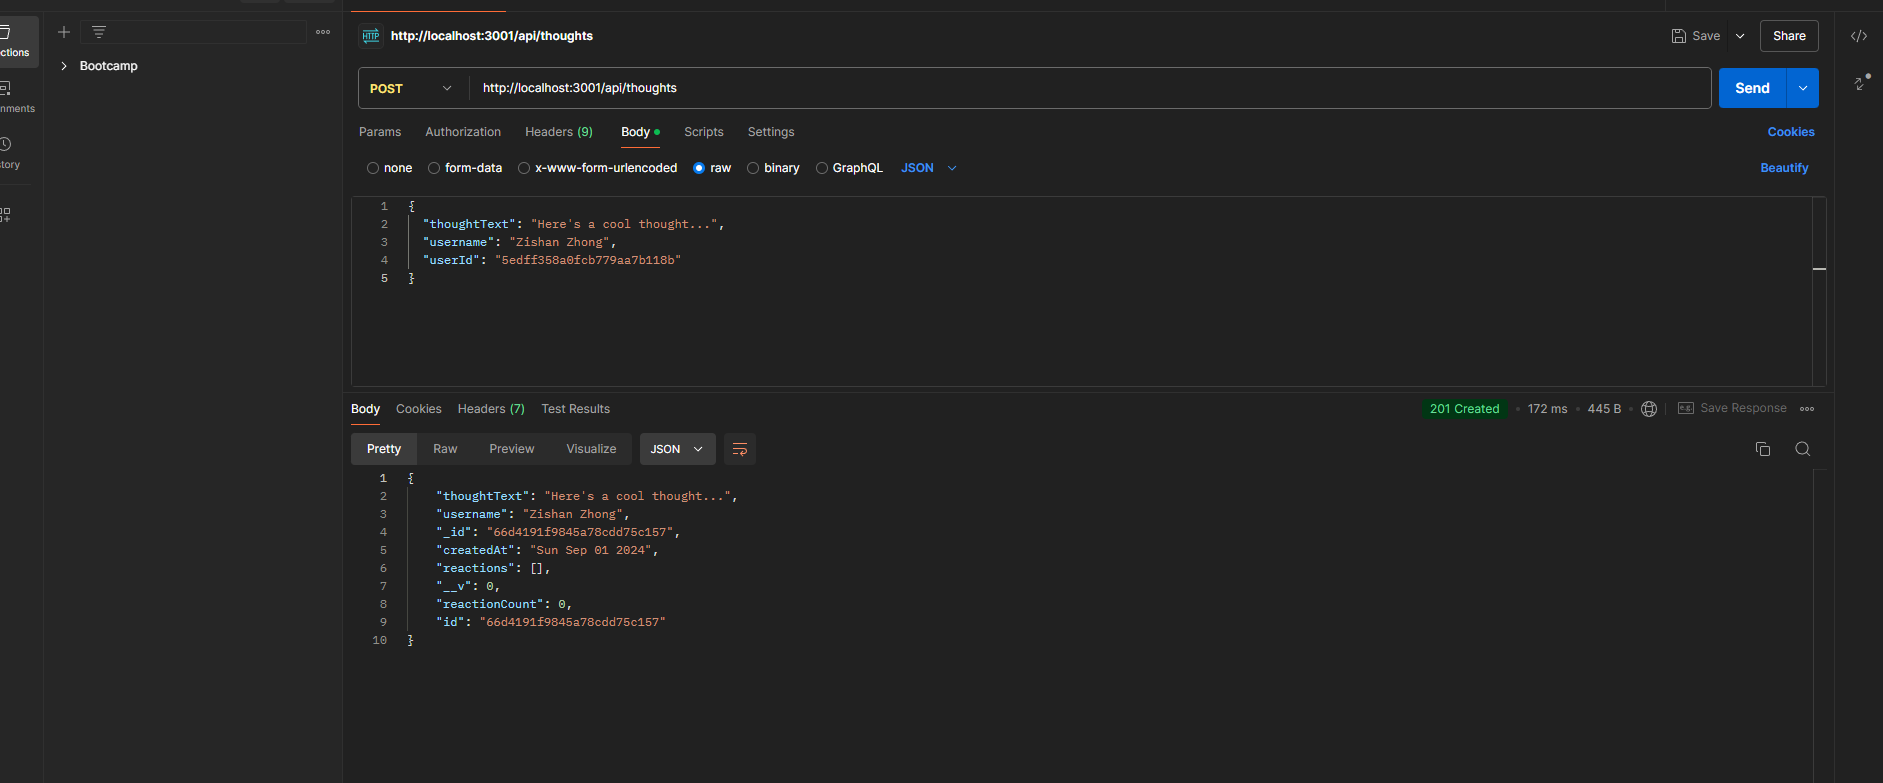 HTTP http://localhost:3001/api/thoughts Save Share
ctions
Bootcamp
nments
story
POST http://localhost:3001/api/thoughts Send
Params Authorization Headers (9) Body Scripts Settings Cookies
none form-data x-www-form-urlencoded raw binary GraphQL JSON Beautify
1 {
2 "thoughtText": "Here's a cool thought...",
3 "username": "Zishan Zhong",
4 "userId": "5edff358a0fcb779aa7b118b"
5 }
Body Cookies Headers (7) Test Results 201 Created • 172 ms • 445 B • e.g. Save Response
Pretty Raw Preview Visualize JSON
1 {
2 "thoughtText": "Here's a cool thought...",
3 "username": "Zishan Zhong",
4 "_id": "66d4191f9845a78cdd75c157",
5 "createdAt": "Sun Sep 01 2024",
6 "reactions": [],
7 "__v": 0,
8 "reactionCount": 0,
9 "id": "66d4191f9845a78cdd75c157"
10 }